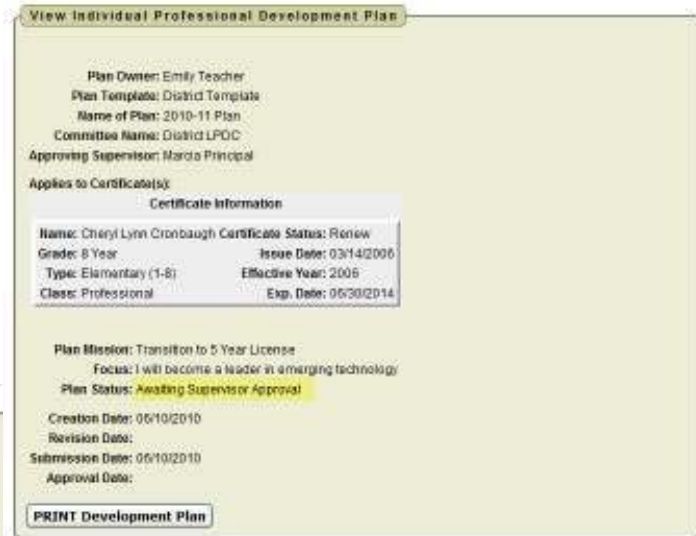 View Individual Professional Development Plan
Plan Owner: Emily Teacher
Plan Template: District Template
Name of Plan: 2010-11 Plan
Committee Name: District LPDC
Approving Supervisor: Marcia Principal
Applies to Certificate(s):
Certificate Information
Name: Cheryl Lynn Cronbaugh Certificate Status: Renew
Grade: 8 Year Issue Date: 03/14/2006
Type: Elementary (1-8) Effective Year: 2006
Class: Professional Exp. Date: 06/30/2014
Plan Mission: Transition to 5 Year License
Focus: I will become a leader in emerging technology
Plan Status: Awaiting Supervisor Approval
Creation Date: 06/10/2010
Revision Date:
Submission Date: 06/10/2010
Approval Date:
PRINT Development Plan